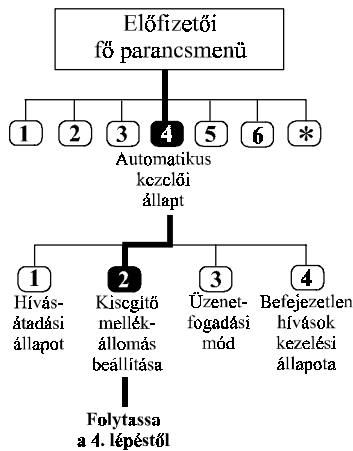 Előfizetői
fő parancsmenü
1 2 3 4 5 6 *
Automatikus
kezelői
állapt
1 2 3 4
Hívás-
átadási
állapot
Kisegítő
mellék-
állomás
beállítása
Üzenet-
fogadási
mód
Befejezetlen
hívások
kezelési
állapota
Folytassa
a 4. lépéstől